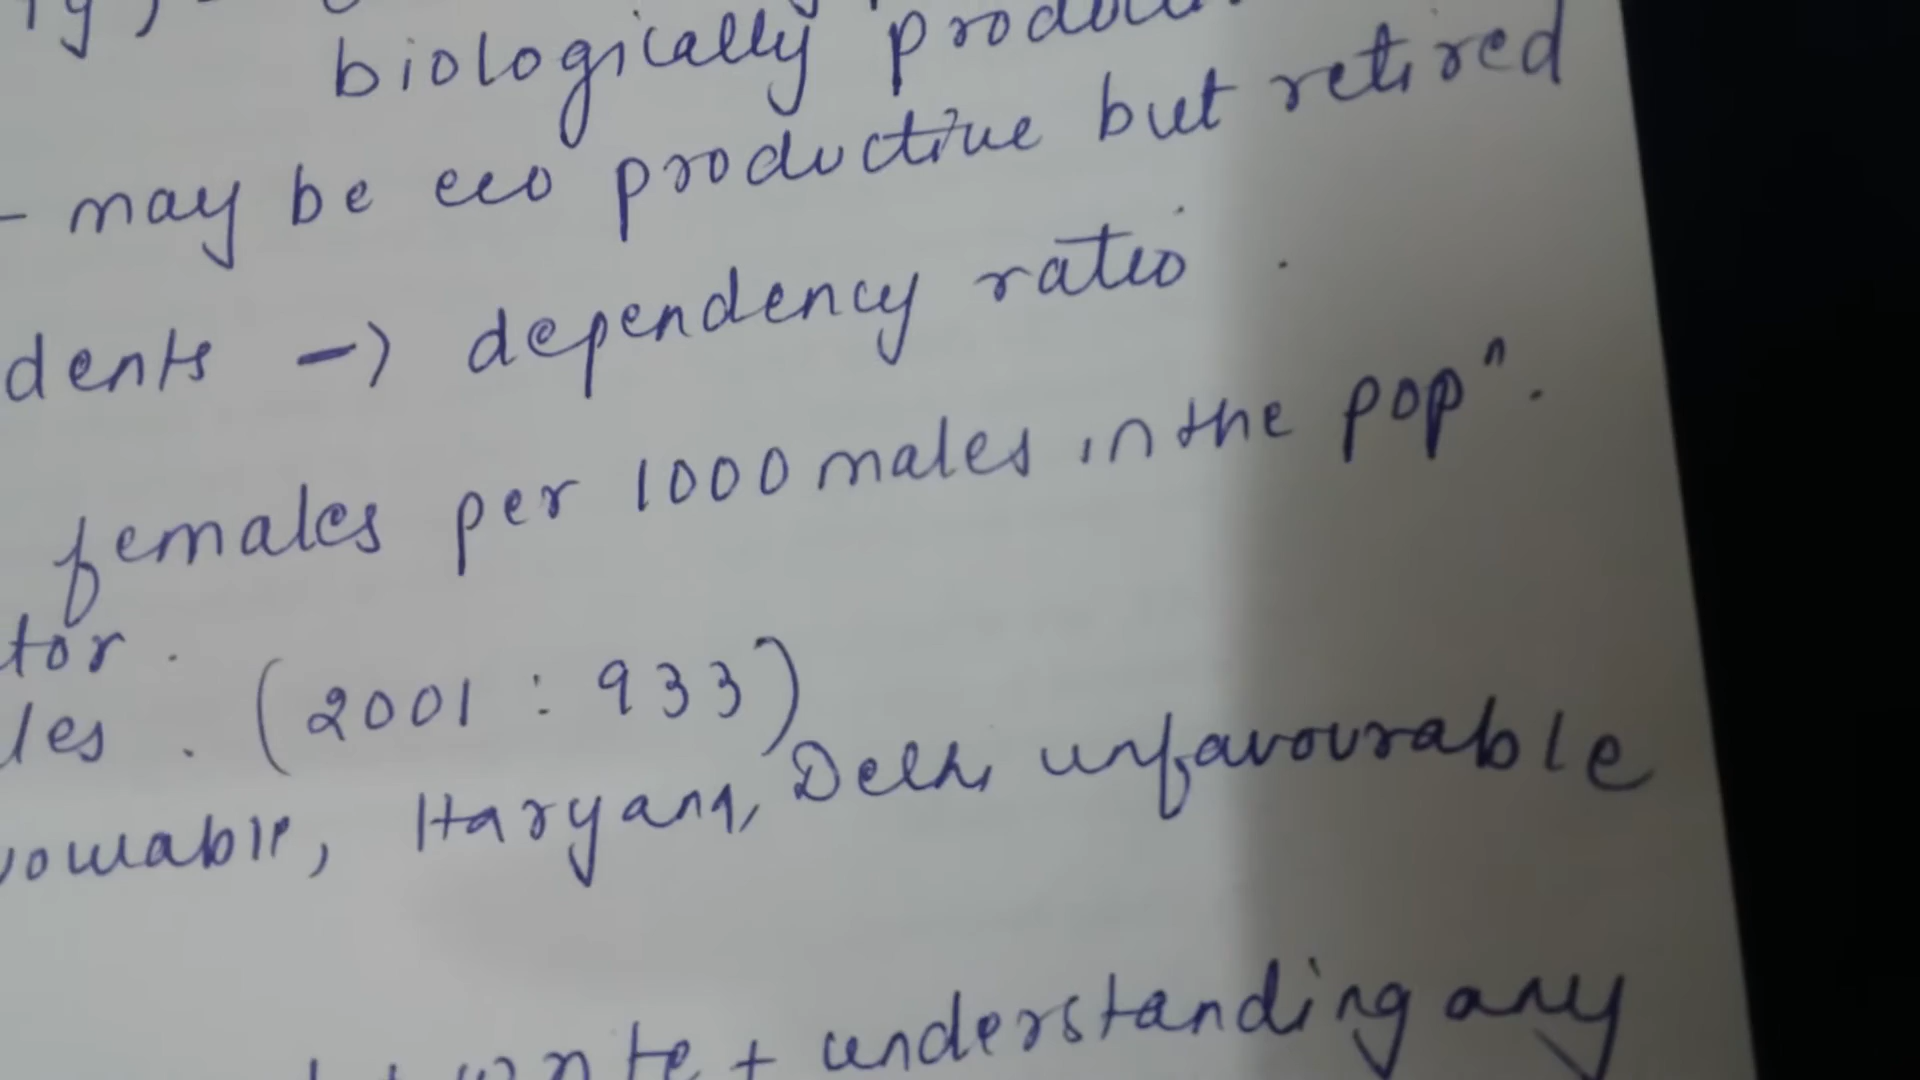 biologically
- may be eco productive but retired
dents -> dependency ratio.
females per 1000 males in the popⁿ.
tor.
les. (2001 : 933)
Haryana, Delhi unfavourable
write + understanding any